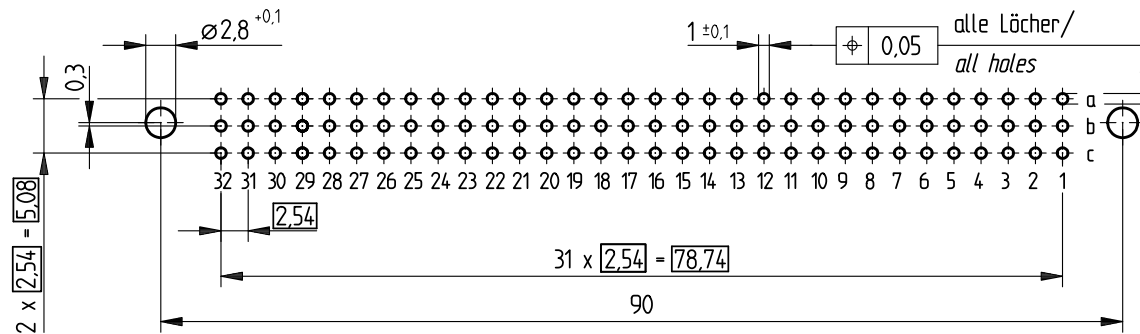 ⌀2,8 +0,1
1 ±0,1
⌖ 0,05
alle Löcher/
all holes
0,3
a
b
c
32 31 30 29 28 27 26 25 24 23 22 21 20 19 18 17 16 15 14 13 12 11 10 9 8 7 6 5 4 3 2 1
2,54
2 x 2,54 = 5,08
31 x 2,54 = 78,74
90